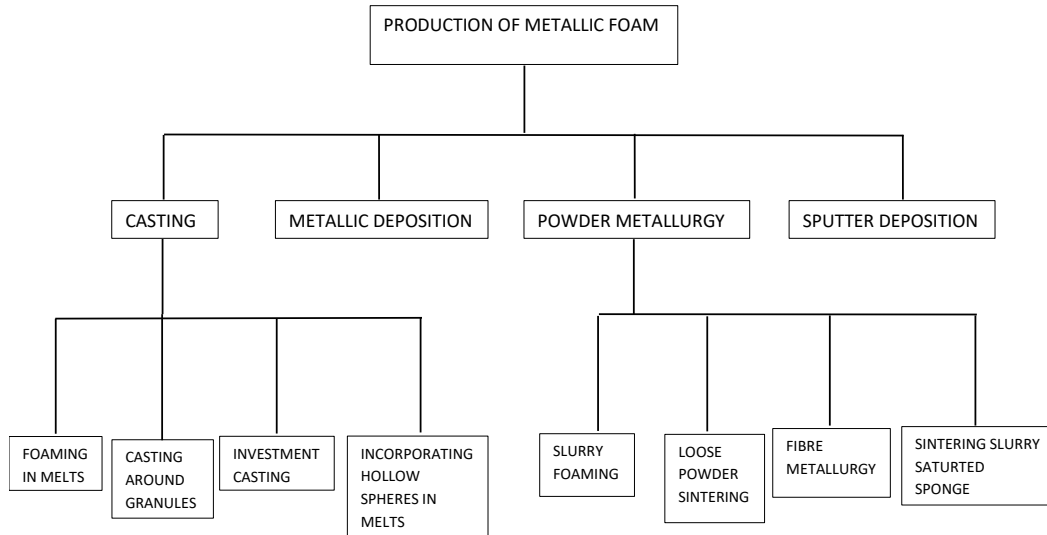 PRODUCTION OF METALLIC FOAM
CASTING
METALLIC DEPOSITION
POWDER METALLURGY
SPUTTER DEPOSITION
FOAMING
IN MELTS
CASTING
AROUND
GRANULES
INVESTMENT
CASTING
INCORPORATING
HOLLOW
SPHERES IN
MELTS
SLURRY
FOAMING
LOOSE
POWDER
SINTERING
FIBRE
METALLURGY
SINTERING SLURRY
SATURTED
SPONGE